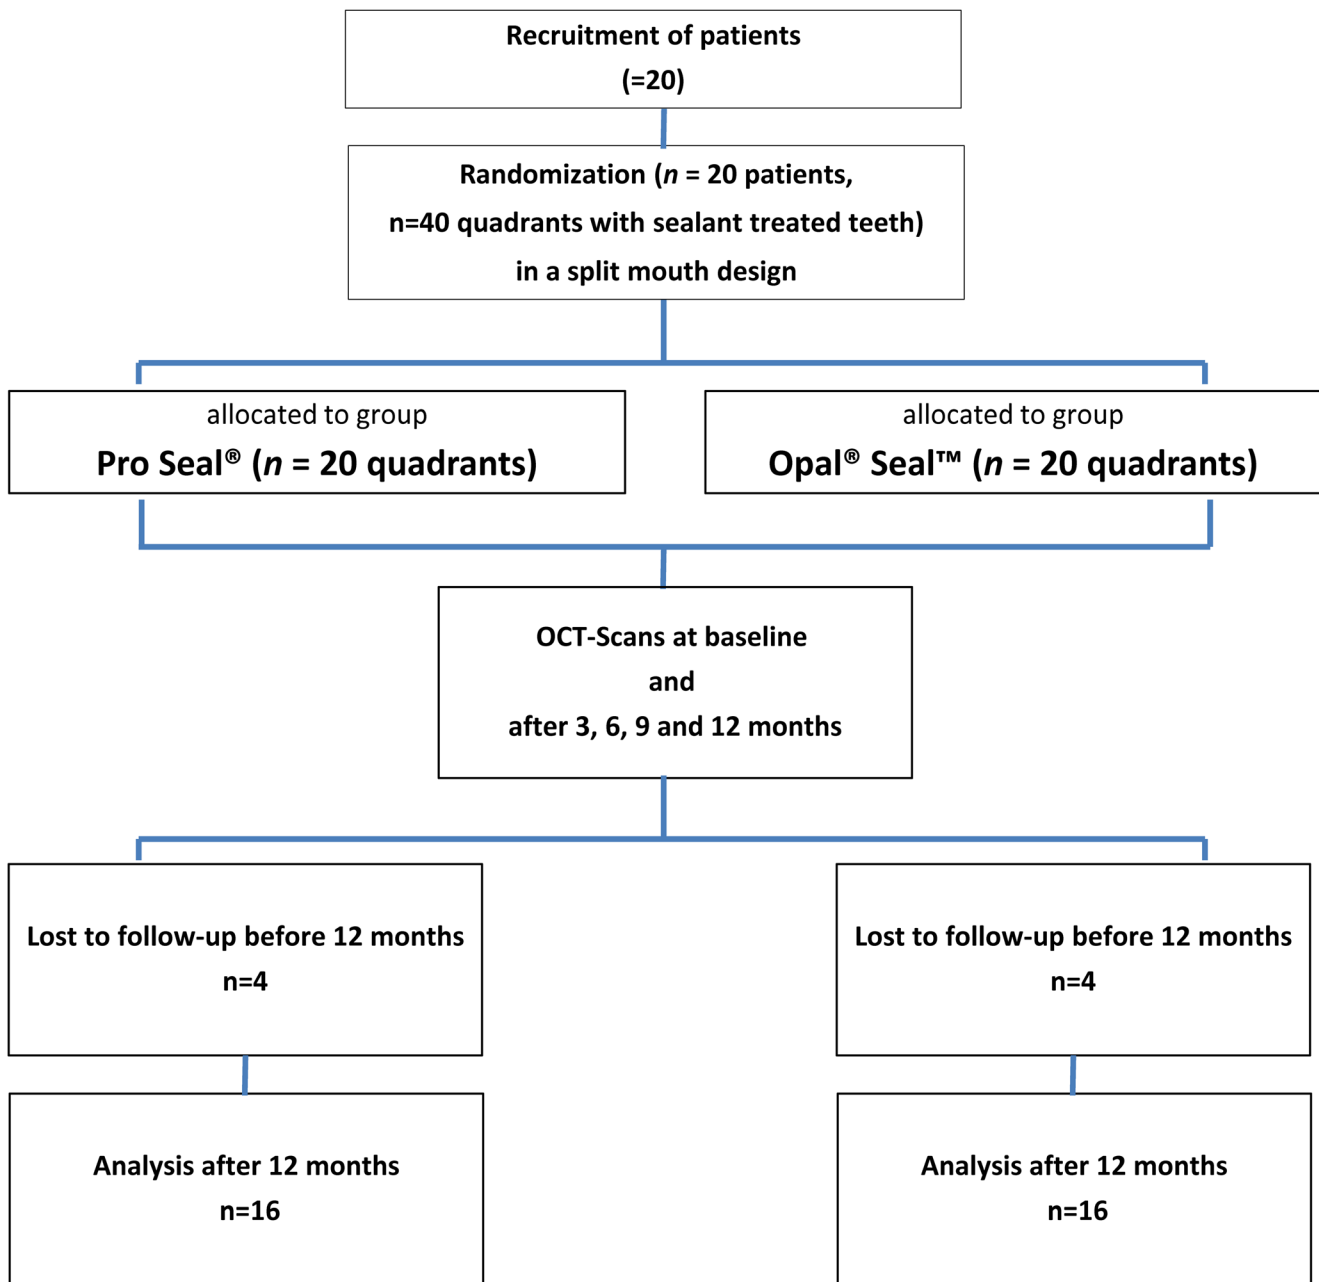 Recruitment of patients
(=20)
Randomization (n = 20 patients,
n=40 quadrants with sealant treated teeth)
in a split mouth design
allocated to group
Pro Seal® (n = 20 quadrants)
allocated to group
Opal® Seal™ (n = 20 quadrants)
OCT-Scans at baseline
and
after 3, 6, 9 and 12 months
Lost to follow-up before 12 months
n=4
Lost to follow-up before 12 months
n=4
Analysis after 12 months
n=16
Analysis after 12 months
n=16